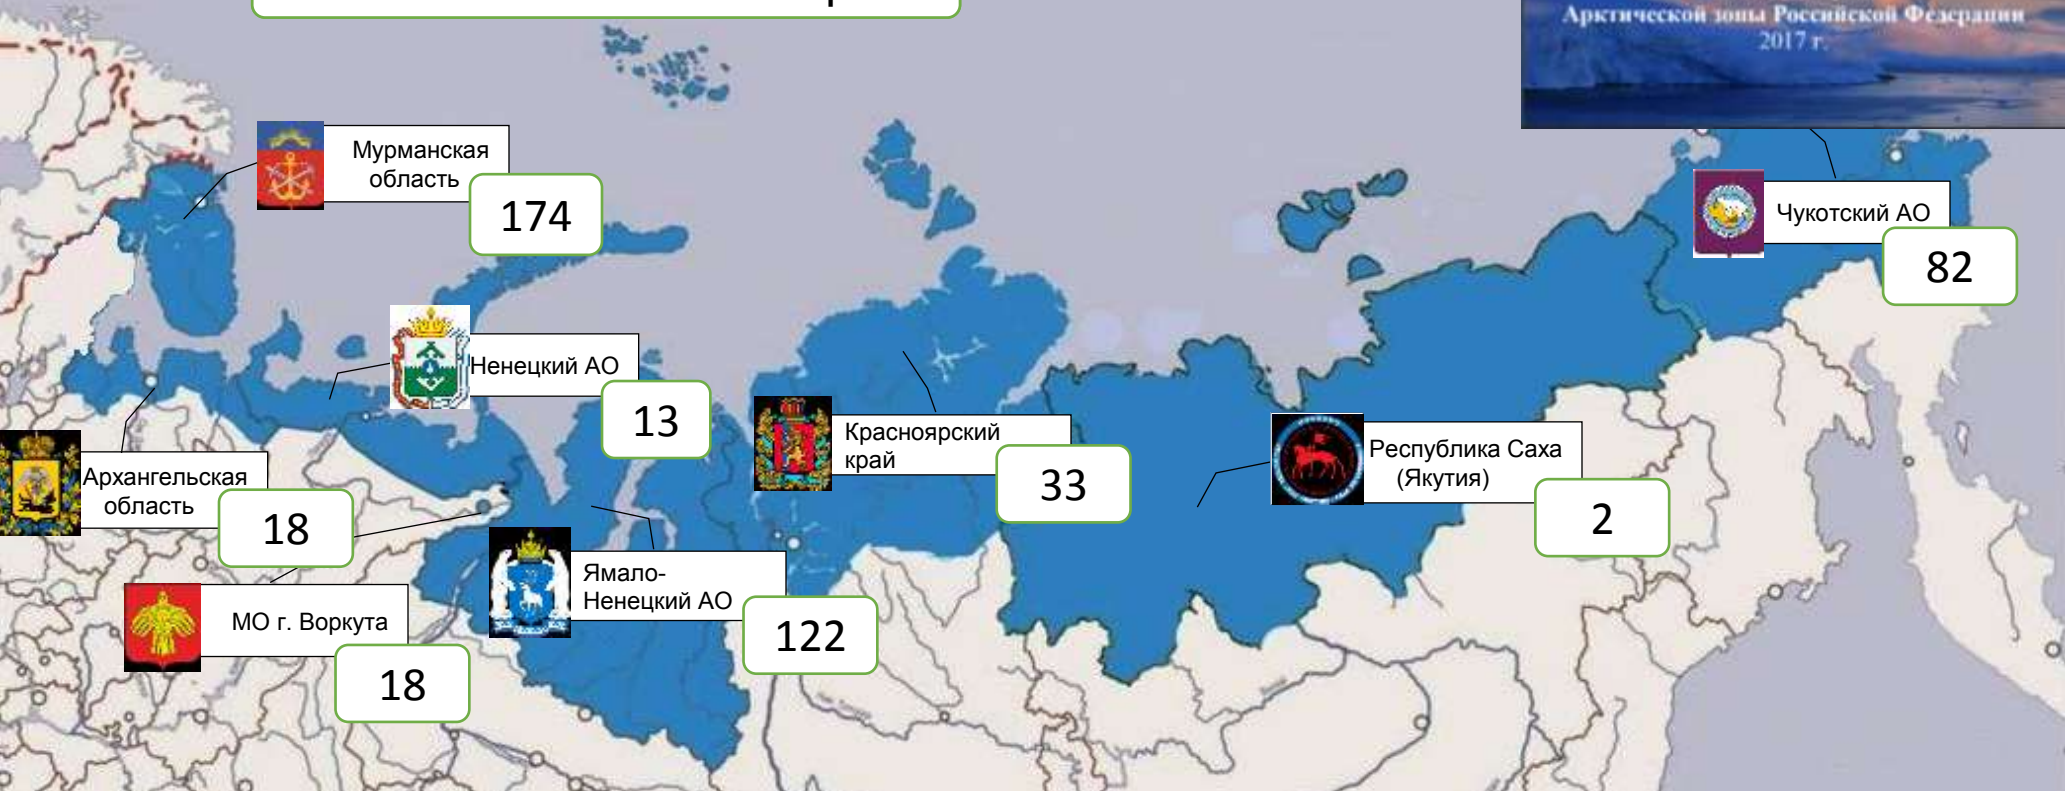 Арктической зоны Российской Федерации
2017 г.
Мурманская
область
174
Чукотский АО
82
Ненецкий АО
13
Красноярский
край
33
Республика Саха
(Якутия)
2
Архангельская
область
18
Ямало-
Ненецкий АО
122
МО г. Воркута
18